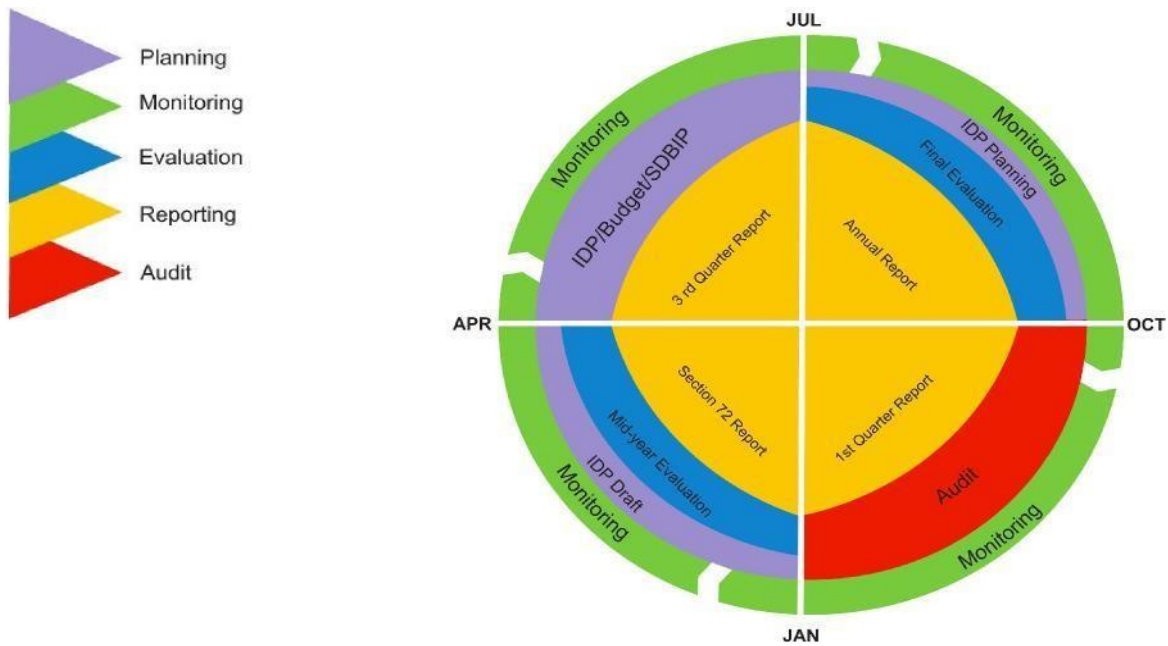 Planning
Monitoring
Evaluation
Reporting
Audit
JUL
OCT
JAN
APR
Monitoring
IDP Planning
Final Evaluation
Annual Report
Monitoring
Audit
1st Quarter Report
Monitoring
IDP Draft
Mid-year Evaluation
Section 72 Report
Monitoring
IDP/Budget/SDBIP
3 rd Quarter Report